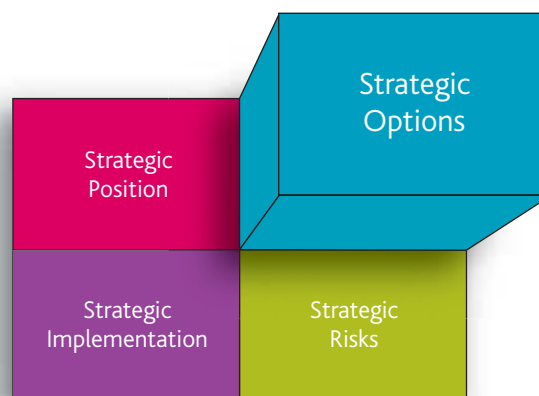 Strategic
Options
Strategic
Position
Strategic
Implementation
Strategic
Risks